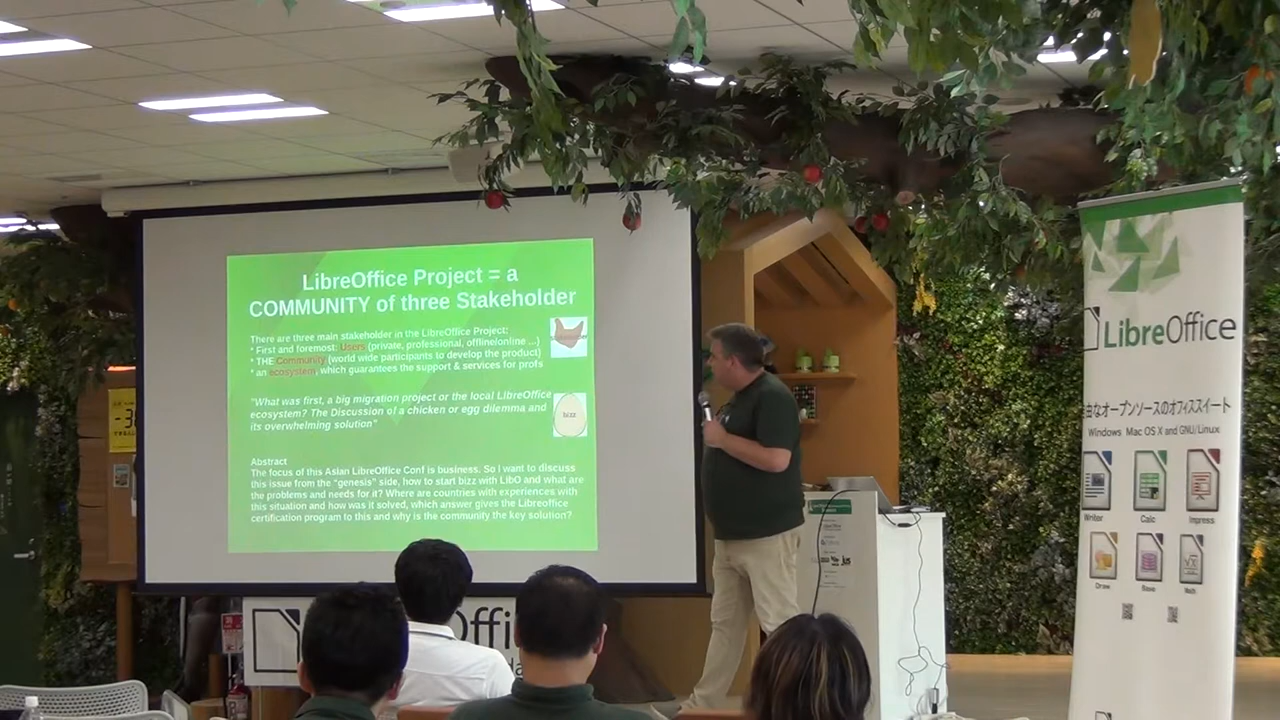 LibreOffice Project = a
COMMUNITY of three Stakeholder
There are three main stakeholder in the LibreOffice Project:
* First and foremost: Users (private, professional, offline/online ...)
* THE Community (world wide participants to develop the product)
* an ecosystem, which guarantees the support & services for profs
"What was first, a big migration project or the local LibreOffice
ecosystem? The Discussion of a chicken or egg dilemma and
its overwhelming solution"
bizz
Abstract
The focus of this Asian LibreOffice Conf is business. So I want to discuss
this issue from the "genesis" side, how to start bizz with LibO and what are
the problems and needs for it? Where are countries with experiences with
this situation and how was it solved, which answer gives the Libreoffice
certification program to this and why is the community the key solution?
LibreOffice
由なオープンソースのオフィススイート
Windows Mac OS X and GNU/Linux
Writer
Calc
Impress
Draw
Base
Math
Offi
-3
jus